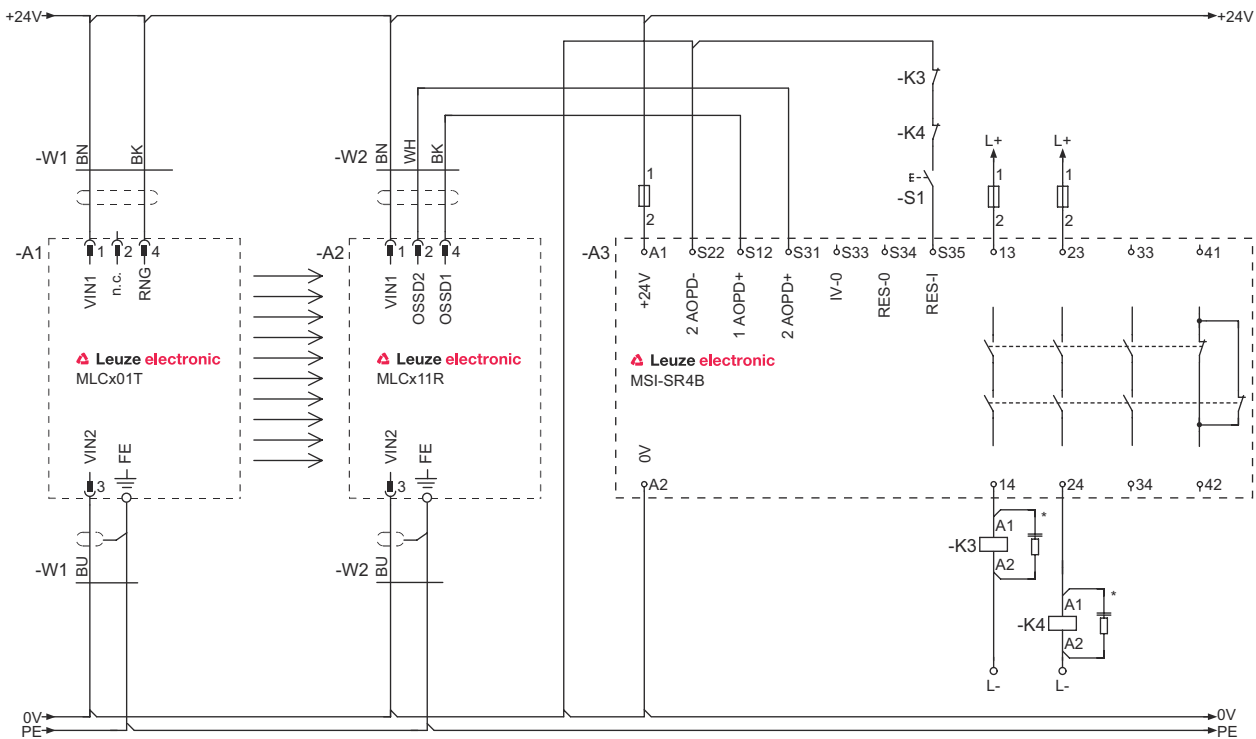 +24V +24V
-K3
-K4
-S1
E
L+ L+
-W1 BN BK
-W2 BN WH BK
1 1 1
2 2 2
-A1 1 2 4
VIN1 n.c. RNG
-A2 1 2 4
VIN1 OSSD2 OSSD1
-A3 A1 S22 S12 S31 S33 S34 S35 13 23 33 41
+24V 2 AOPD- 1 AOPD+ 2 AOPD+ IV-0 RES-0 RES-I
Leuze electronic
MLCx01T
Leuze electronic
MLCx11R
Leuze electronic
MSI-SR4B
VIN2 FE
VIN2 FE
0V
3 3 A2 14 24 34 42
-K3 A1 *
A2
-W1 BU
-W2 BU
-K4 A1 *
A2
L- L-
0V 0V
PE PE